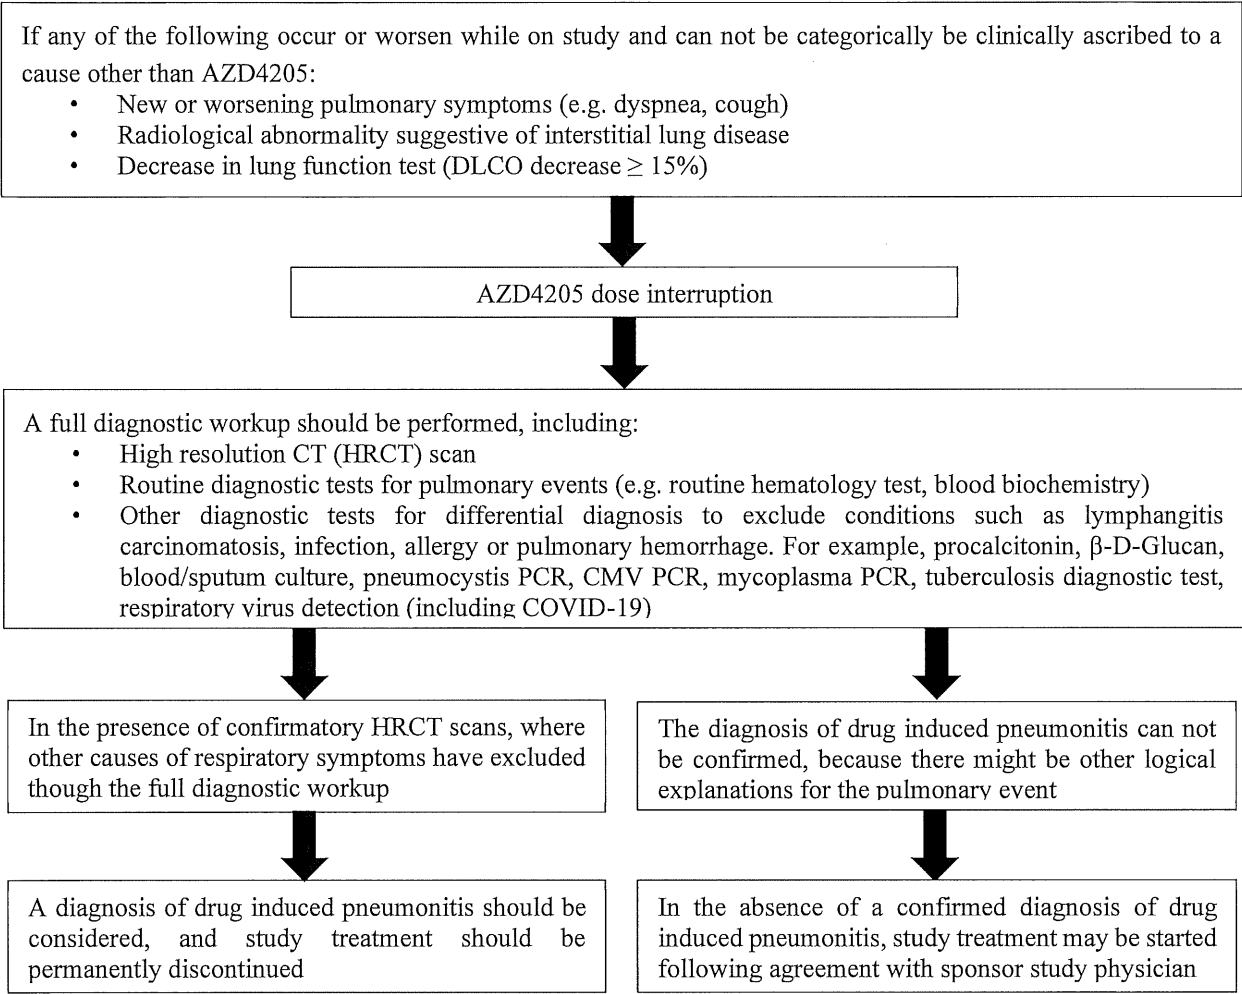 If any of the following occur or worsen while on study and can not be categorically be clinically ascribed to a
cause other than AZD4205:
• New or worsening pulmonary symptoms (e.g. dyspnea, cough)
• Radiological abnormality suggestive of interstitial lung disease
• Decrease in lung function test (DLCO decrease ≥ 15%)
AZD4205 dose interruption
A full diagnostic workup should be performed, including:
• High resolution CT (HRCT) scan
• Routine diagnostic tests for pulmonary events (e.g. routine hematology test, blood biochemistry)
• Other diagnostic tests for differential diagnosis to exclude conditions such as lymphangitis
carcinomatosis, infection, allergy or pulmonary hemorrhage. For example, procalcitonin, β-D-Glucan,
blood/sputum culture, pneumocystis PCR, CMV PCR, mycoplasma PCR, tuberculosis diagnostic test,
respiratory virus detection (including COVID-19)
In the presence of confirmatory HRCT scans, where
other causes of respiratory symptoms have excluded
though the full diagnostic workup
The diagnosis of drug induced pneumonitis can not
be confirmed, because there might be other logical
explanations for the pulmonary event
A diagnosis of drug induced pneumonitis should be
considered, and study treatment should be
permanently discontinued
In the absence of a confirmed diagnosis of drug
induced pneumonitis, study treatment may be started
following agreement with sponsor study physician